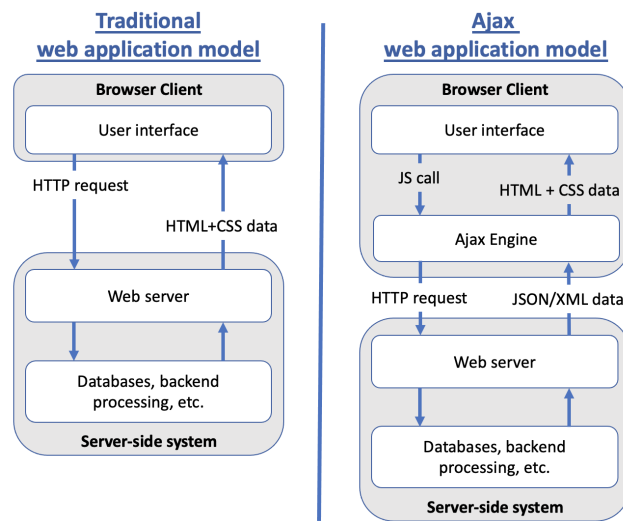 Traditional
web application model
Browser Client
User interface
HTTP request
HTML+CSS data
Web server
Databases, backend
processing, etc.
Server-side system
Ajax
web application model
Browser Client
User interface
JS call
HTML + CSS data
Ajax Engine
HTTP request
JSON/XML data
Web server
Databases, backend
processing, etc.
Server-side system